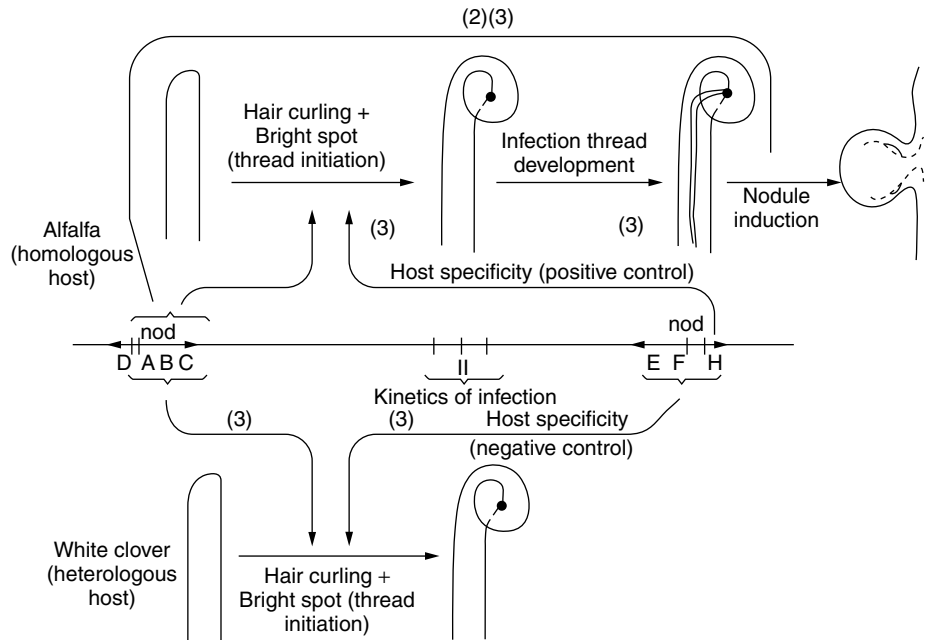 (2)(3)
Hair curling +
Bright spot
(thread initiation)
Infection thread
development
Nodule
induction
Alfalfa
(homologous
host)
(3)
(3)
Host specificity (positive control)
nod
nod
D A B C
II
E F H
Kinetics of infection
(3)
(3)
Host specificity
(negative control)
White clover
(heterologous
host)
Hair curling +
Bright spot (thread
initiation)